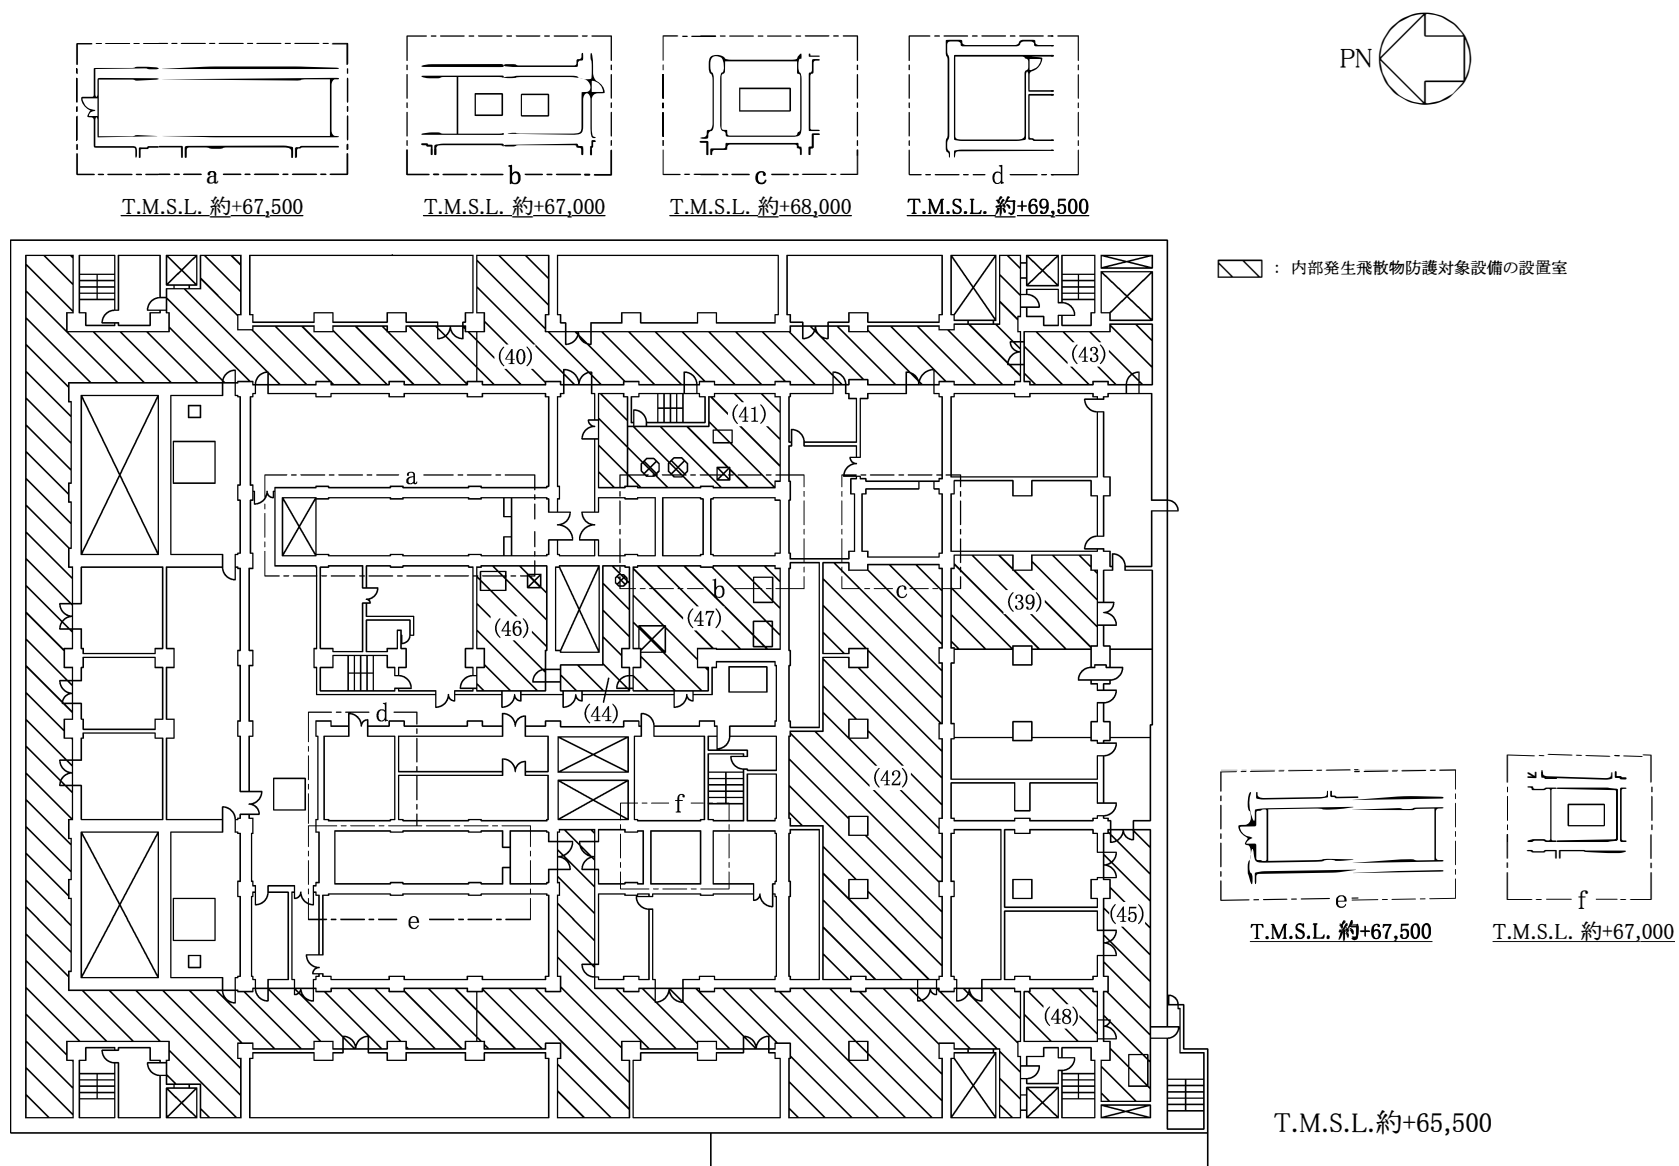 PN
a
b
c
d
T.M.S.L. 約+67,500
T.M.S.L. 約+67,000
T.M.S.L. 約+68,000
T.M.S.L. 約+69,500
: 内部発生飛散物防護対象設備の設置室
(40)
(43)
(41)
a
b
c
(39)
(46)
(47)
(44)
d
(42)
f
e
(45)
(48)
e
f
T.M.S.L. 約+67,500
T.M.S.L. 約+67,000
T.M.S.L.約+65,500